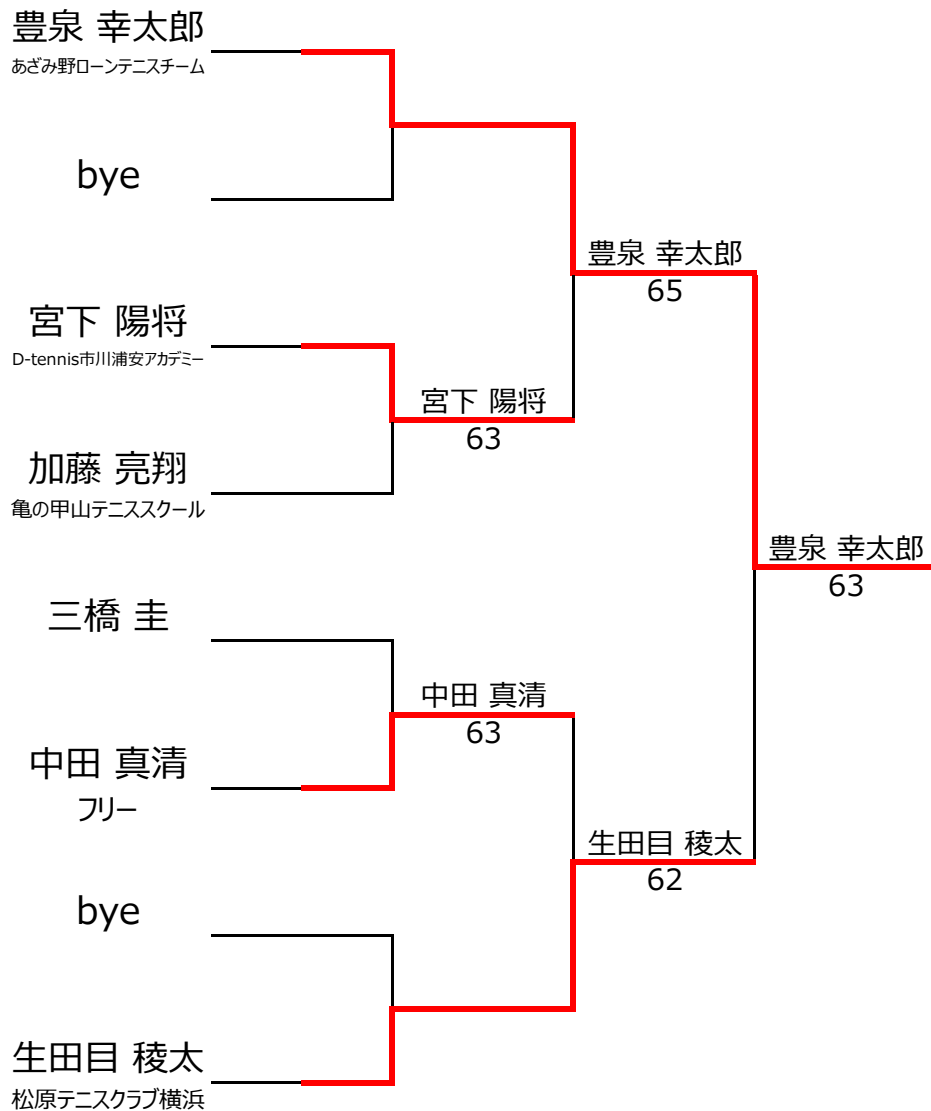 豊泉 幸太郎
あざみ野ローンテニスチーム
bye
豊泉 幸太郎
65
宮下 陽将
D-tennis市川浦安アカデミー
宮下 陽将
63
加藤 亮翔
亀の甲山テニススクール
豊泉 幸太郎
63
三橋 圭
中田 真清
63
中田 真清
フリー
生田目 稜太
62
bye
生田目 稜太
松原テニスクラブ横浜